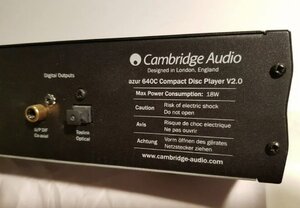 Cambridge Audio
Designed in London, England
azur 640C Compact Disc Player V2.0
Max Power Consumption: 18W
Digital Outputs
S/P DIF
Co-axial
Toslink
Optical
Caution
Risk of electric shock
Do not open
Avis
Risque de choc electrique
Ne pas ouvrir
Achtung
Vorm öffnen des gerätes
Netzstecker ziehen
www.cambridge-audio.com